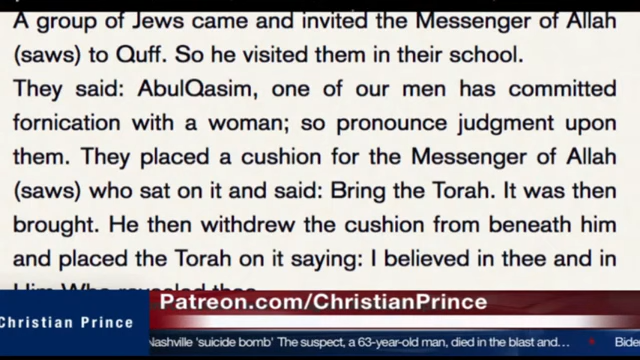 A group of Jews came and invited the Messenger of Allah
(saws) to Quff. So he visited them in their school.
They said: AbulQasim, one of our men has committed
fornication with a woman; so pronounce judgment upon
them. They placed a cushion for the Messenger of Allah
(saws) who sat on it and said: Bring the Torah. It was then
brought. He then withdrew the cushion from beneath him
and placed the Torah on it saying: I believed in thee and in
Him Who revealed thee
Patreon.com/ChristianPrince
Christian Prince
Nashville 'suicide bomb' The suspect, a 63-year-old man, died in the blast and... Biden